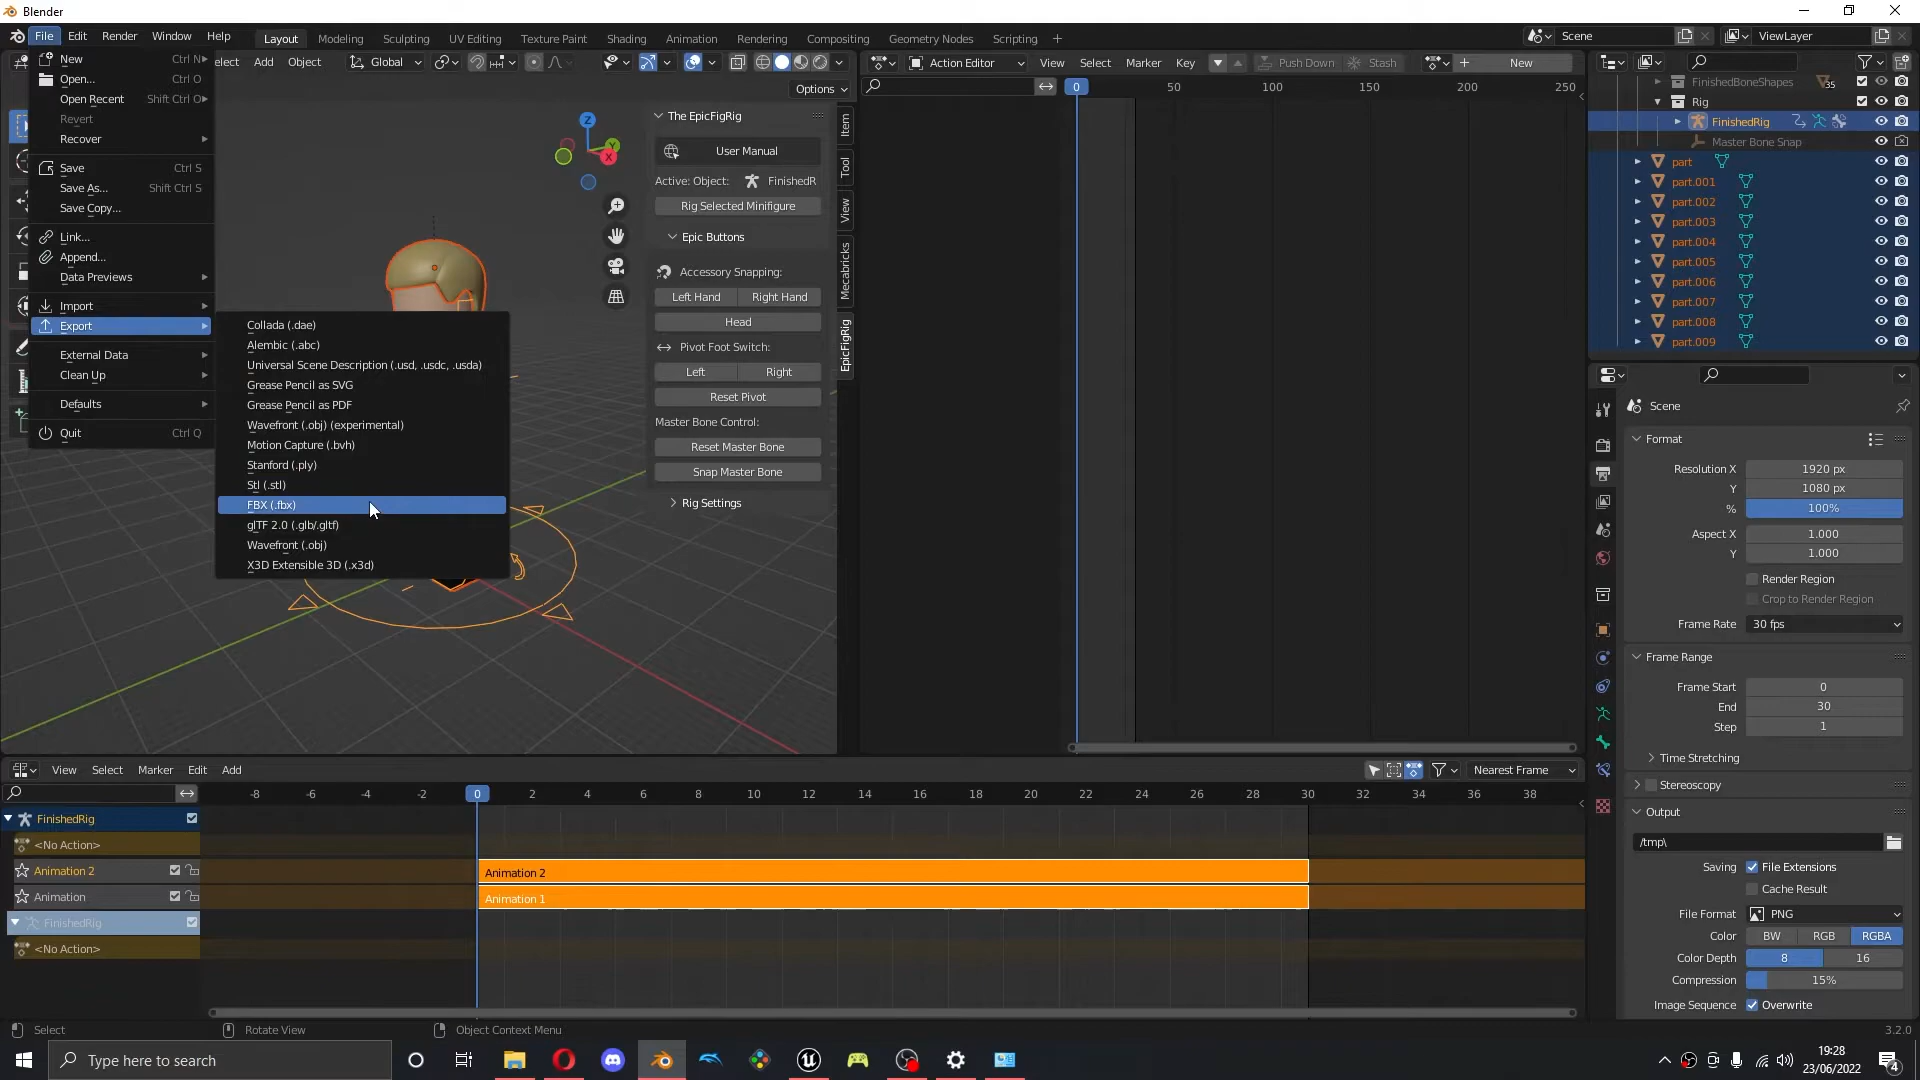 Blender
File Edit Render Window Help Layout Modeling Sculpting UV Editing Texture Paint Shading Animation Rendering Compositing Geometry Nodes Scripting + Scene ViewLayer
elect Add Object Global Action Editor View Select Marker Key Push Down Stash New
Options 0 50 100 150 200 250
New Ctrl N
Open... Ctrl O
Open Recent Shift Ctrl O
Revert
Recover
Save Ctrl S
Save As... Shift Ctrl S
Save Copy...
Link...
Append...
Data Previews
Import
Export
External Data
Clean Up
Defaults
Quit Ctrl Q
Collada (.dae)
Alembic (.abc)
Universal Scene Description (.usd, .usdc, .usda)
Grease Pencil as SVG
Grease Pencil as PDF
Wavefront (.obj) (experimental)
Motion Capture (.bvh)
Stanford (.ply)
Stl (.stl)
FBX (.fbx)
glTF 2.0 (.glb/.gltf)
Wavefront (.obj)
X3D Extensible 3D (.x3d)
Z
Y
X
The EpicFigRig
User Manual
Active: Object: FinishedR
Rig Selected Minifigure
Epic Buttons
Accessory Snapping:
Left Hand Right Hand
Head
Pivot Foot Switch:
Left Right
Reset Pivot
Master Bone Control:
Reset Master Bone
Snap Master Bone
Rig Settings
Item
Tool
View
Mecabricks
EpicFigRig
FinishedBoneShapes 35
Rig
FinishedRig
Master Bone Snap
part
part.001
part.002
part.003
part.004
part.005
part.006
part.007
part.008
part.009
Scene
Format
Resolution X 1920 px
Y 1080 px
% 100%
Aspect X 1.000
Y 1.000
Render Region
Crop to Render Region
Frame Rate 30 fps
Frame Range
Frame Start 0
End 30
Step 1
Time Stretching
Stereoscopy
Output
/tmp\
Saving File Extensions
Cache Result
File Format PNG
Color BW RGB RGBA
Color Depth 8 16
Compression 15%
Image Sequence Overwrite
View Select Marker Edit Add Nearest Frame
-8 -6 -4 -2 0 2 4 6 8 10 12 14 16 18 20 22 24 26 28 30 32 34 36 38
FinishedRig
<No Action>
Animation 2 Animation 2
Animation Animation 1
FinishedRig
<No Action>
Select Rotate View Object Context Menu 3.2.0
Type here to search 19:28
23/06/2022 4